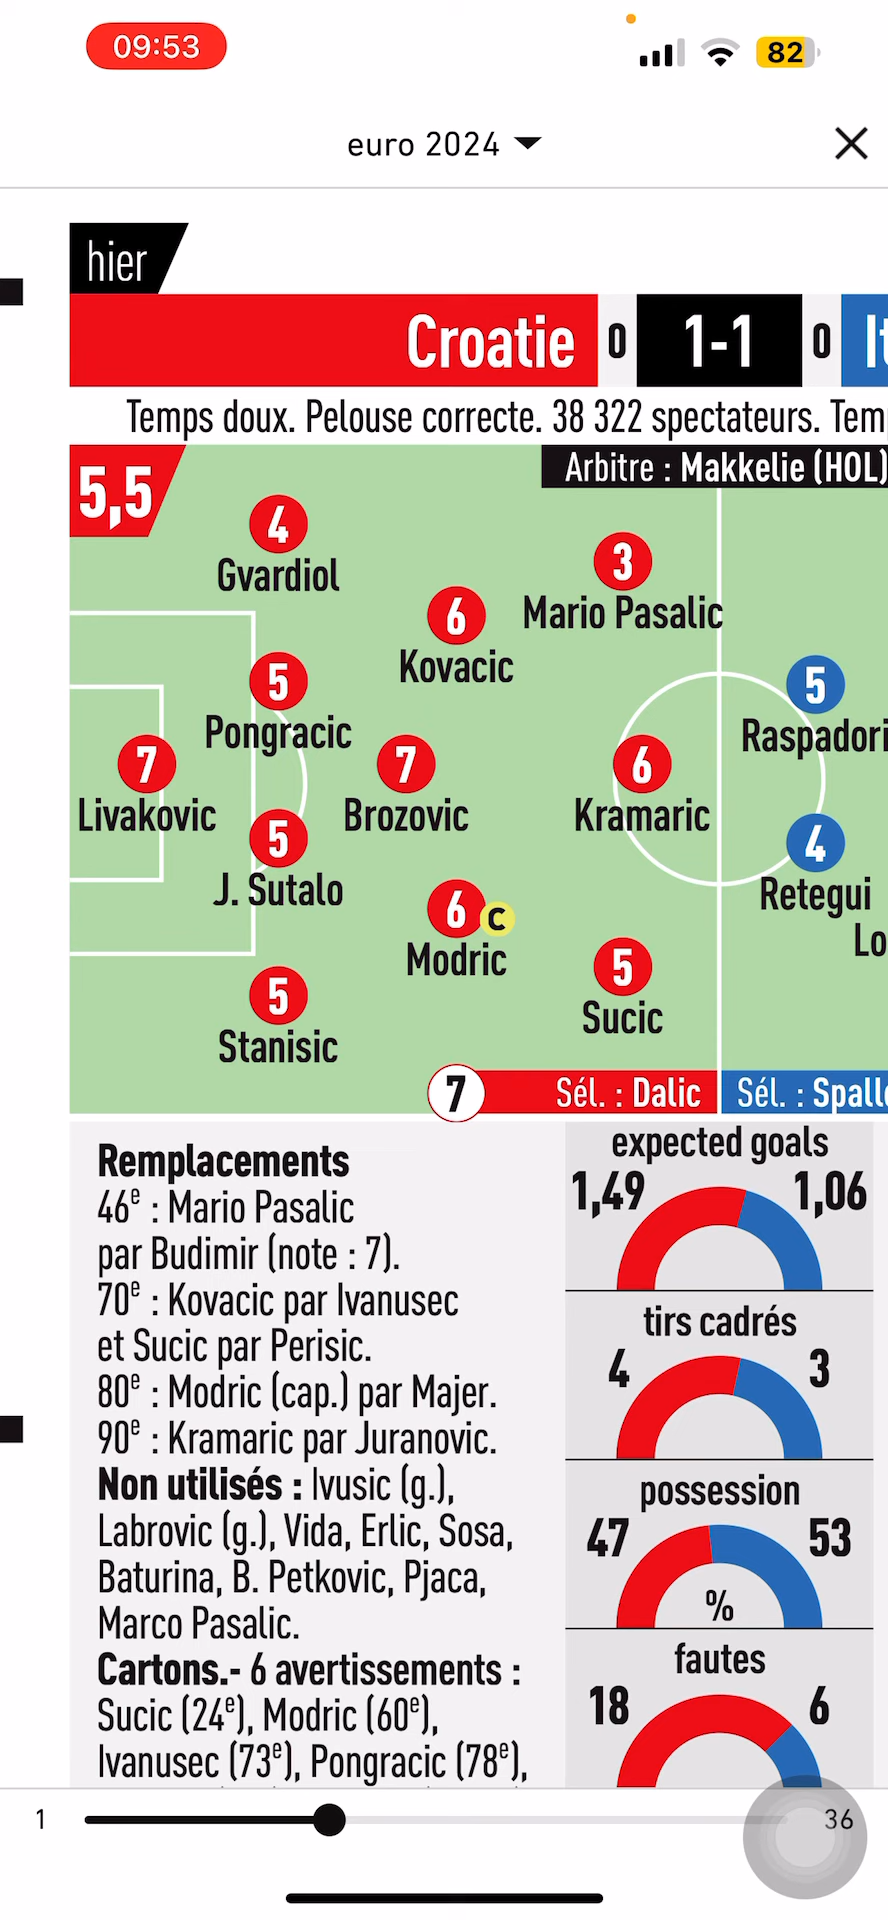 09:53
82
euro 2024
hier
Croatie 0 1-1 0 It
Temps doux. Pelouse correcte. 38 322 spectateurs. Tem
Arbitre : Makkelie (HOL)
5,5
4
Gvardiol
3
Mario Pasalic
6
Kovacic
5
Pongracic
5
Raspadori
7
Livakovic
7
Brozovic
6
Kramaric
5
J. Sutalo
4
Retegui
Lo
6 C
Modric
5
Sucic
5
Stanisic
7 Sél. : Dalic
Sél. : Spalle
Remplacements
46e : Mario Pasalic
par Budimir (note : 7).
70e : Kovacic par Ivanusec
et Sucic par Perisic.
80e : Modric (cap.) par Majer.
90e : Kramaric par Juranovic.
Non utilisés : Ivusic (g.),
Labrovic (g.), Vida, Erlic, Sosa,
Baturina, B. Petkovic, Pjaca,
Marco Pasalic.
Cartons.- 6 avertissements :
Sucic (24e), Modric (60e),
Ivanusec (73e), Pongracic (78e),
expected goals
1,49 1,06
tirs cadrés
4 3
possession
47 53
%
fautes
18 6
1 36